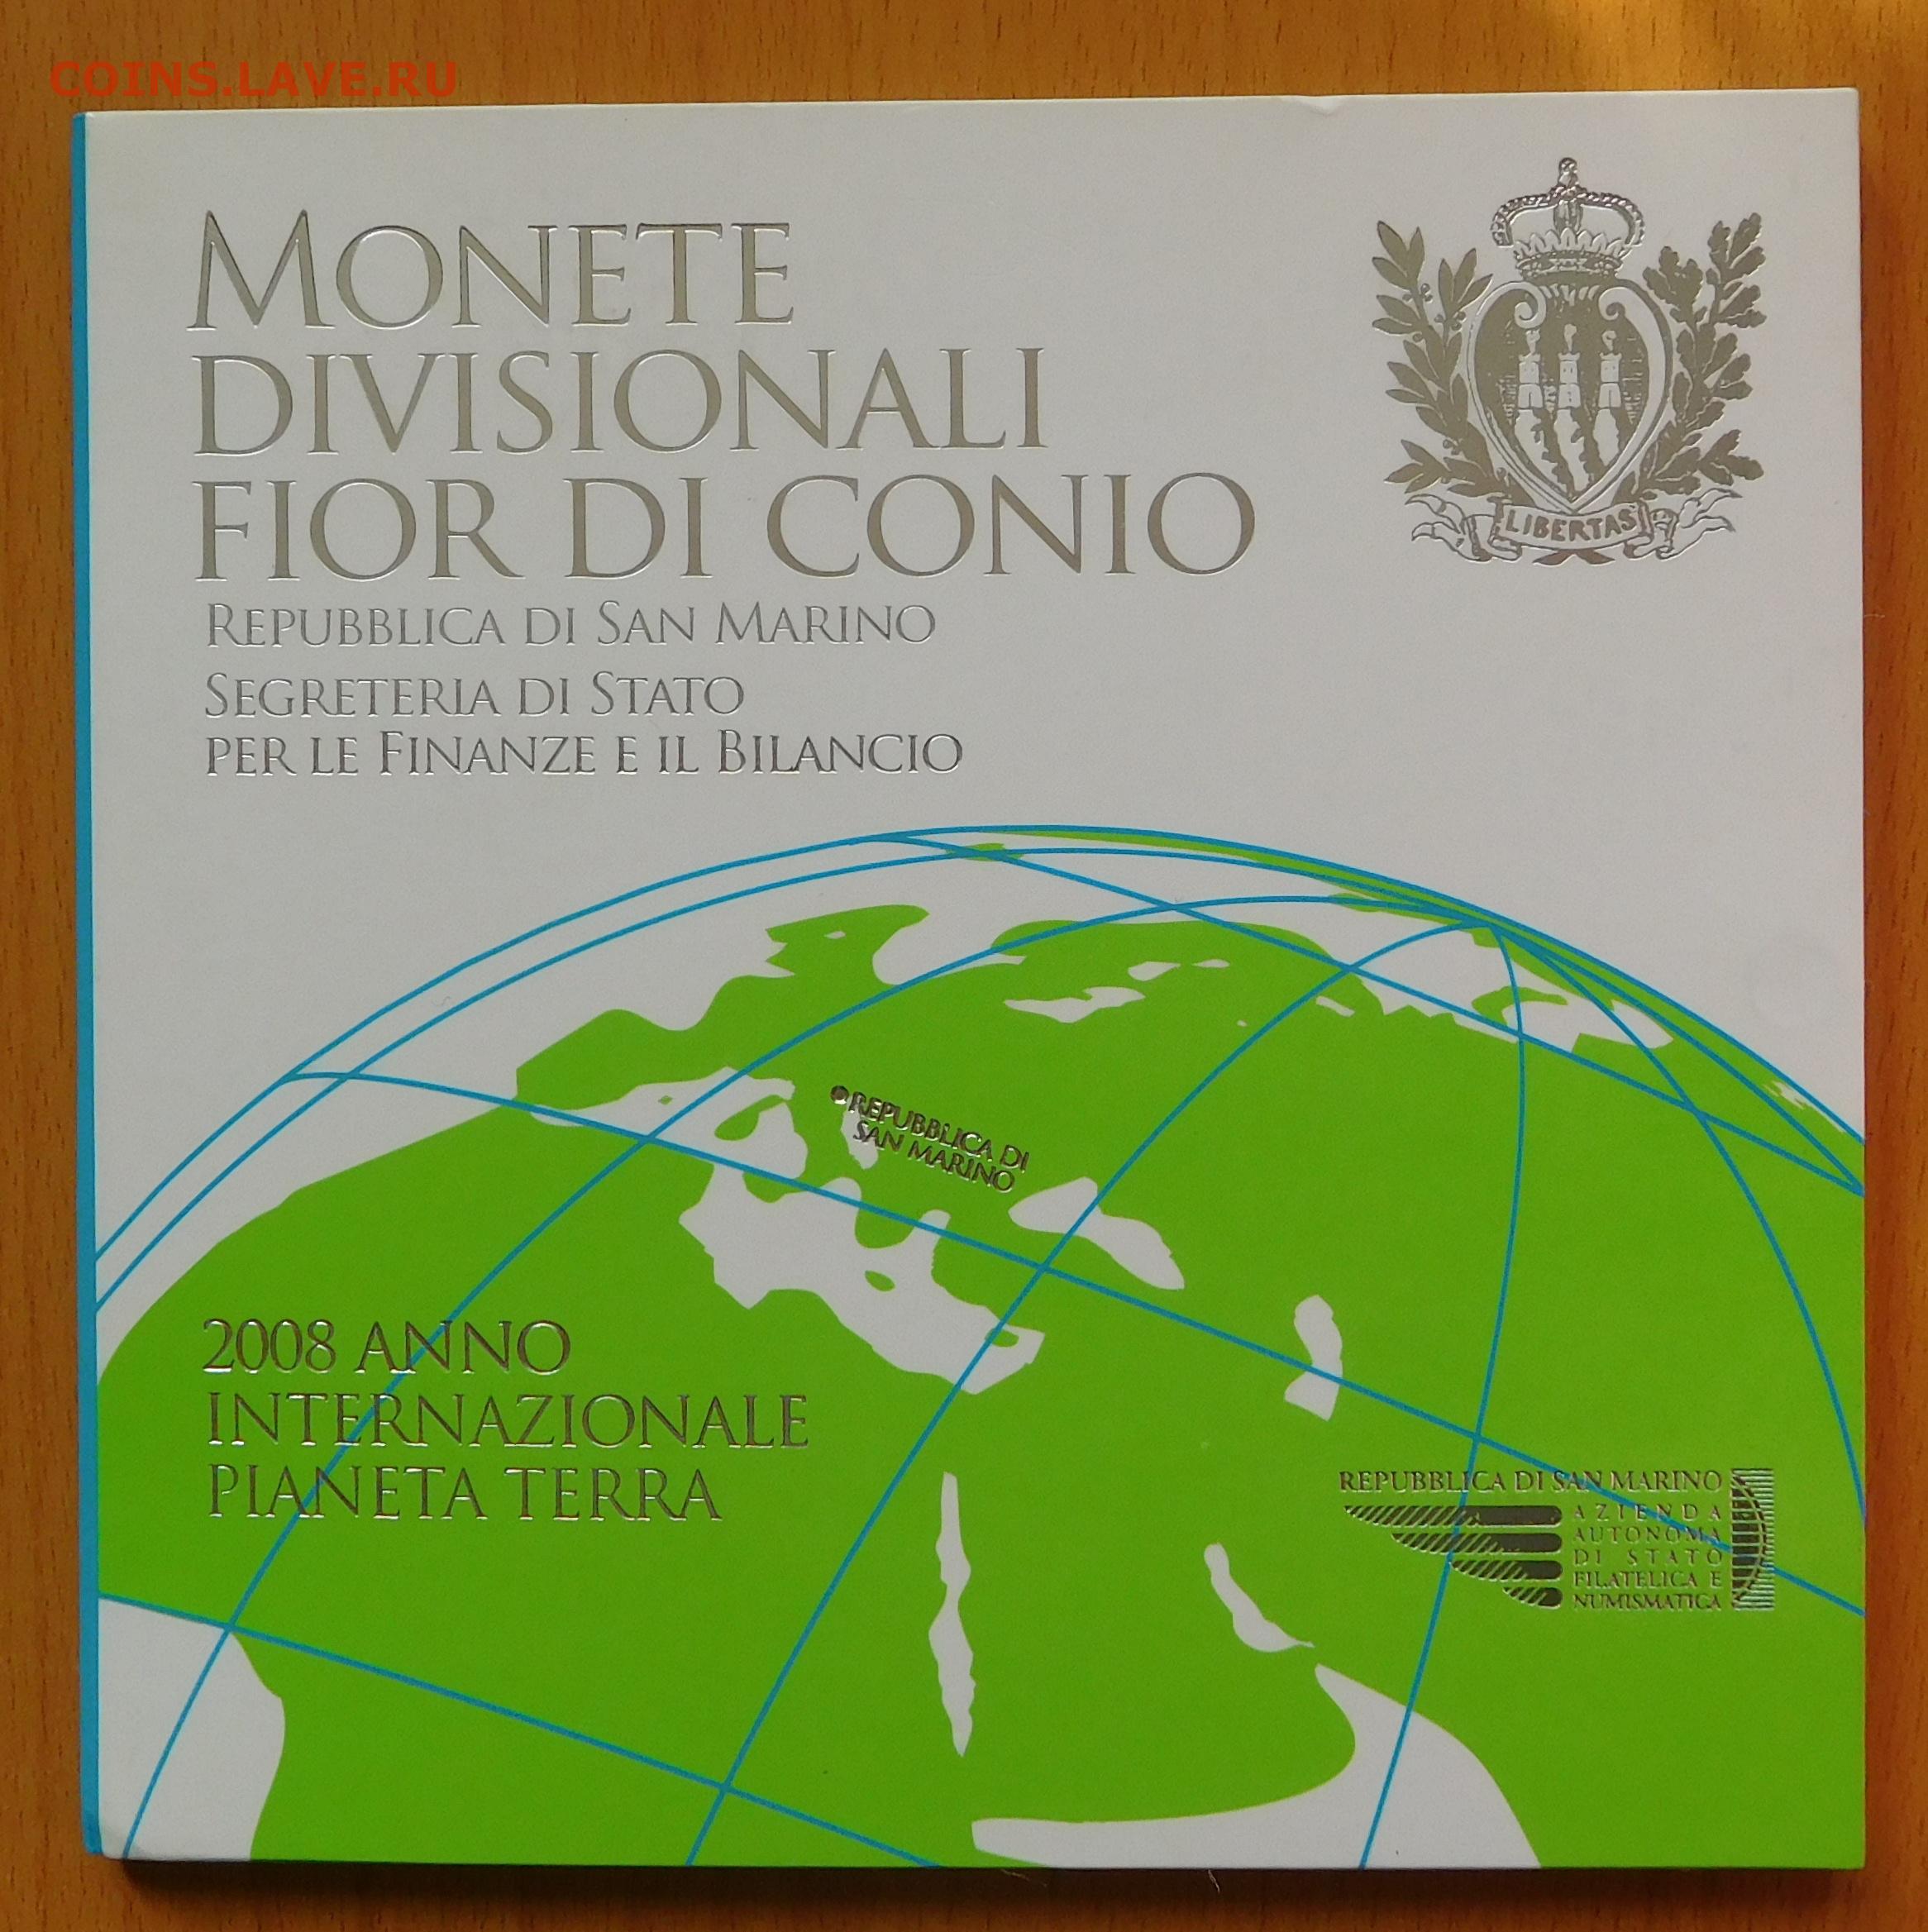 COINS.LAVE.RU
MONETE
DIVISIONALI
FIOR DI CONIO
REPUBBLICA DI SAN MARINO
SEGRETERIA DI STATO
PER LE FINANZE E IL BILANCIO
LIBERTAS
REPUBBLICA DI
SAN MARINO
2008 ANNO
INTERNAZIONALE
PIANETA TERRA
REPUBBLICA DI SAN MARINO
AZIENDA
AUTONOMA
DI STATO
FILATELICA E
NUMISMATICA